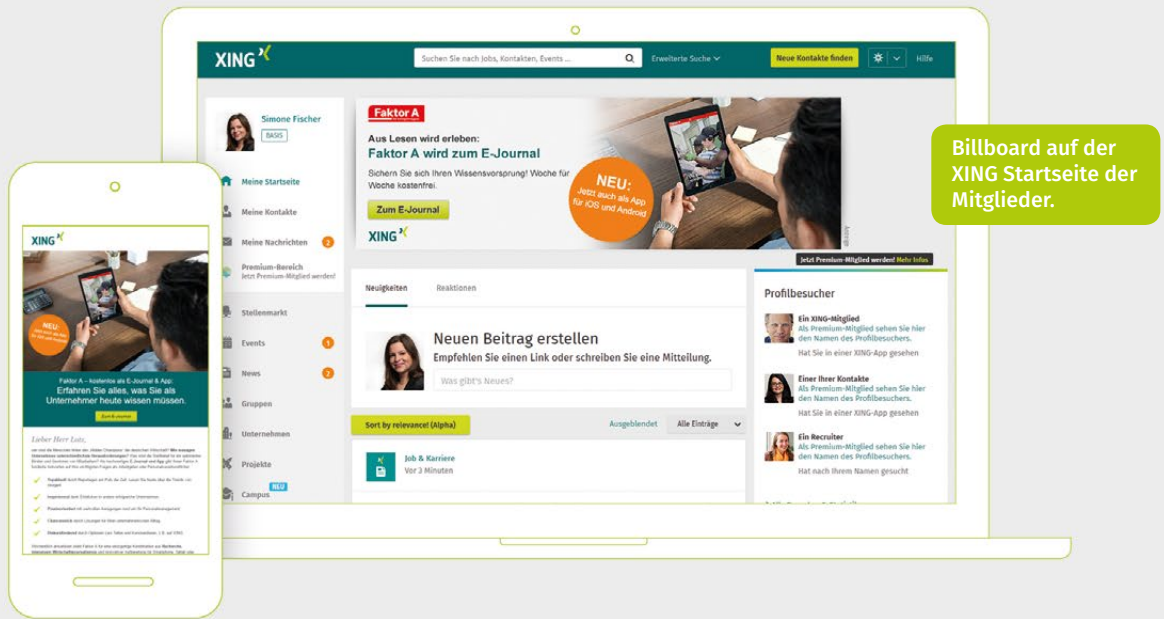 XING
Suchen Sie nach Jobs, Kontakten, Events ...
Erweiterte Suche
Neue Kontakte finden
Hilfe
Simone Fischer
BASIS
Meine Startseite
Meine Kontakte
Meine Nachrichten 2
Premium-Bereich
Jetzt Premium-Mitglied werden!
Stellenmarkt
Events 1
News 2
Gruppen
Unternehmen
Projekte
Campus NEU
Faktor A
Aus Lesen wird erleben:
Faktor A wird zum E-Journal
Sichern Sie sich Ihren Wissensvorsprung! Woche für
Woche kostenfrei.
Zum E-Journal
XING
NEU:
Jetzt auch als App
für iOS und Android
Anzeige
Jetzt Premium-Mitglied werden! Mehr Infos
Neuigkeiten
Reaktionen
Neuen Beitrag erstellen
Empfehlen Sie einen Link oder schreiben Sie eine Mitteilung.
Was gibt's Neues?
Sort by relevance! (Alpha)
Ausgeblendet
Alle Einträge
Job & Karriere
Vor 3 Minuten
Profilbesucher
Ein XING-Mitglied
Als Premium-Mitglied sehen Sie hier
den Namen des Profilbesuchers.
Hat Sie in einer XING-App gesehen
Einer Ihrer Kontakte
Als Premium-Mitglied sehen Sie hier
den Namen des Profilbesuchers.
Hat Sie in einer XING-App gesehen
Ein Recruiter
Als Premium-Mitglied sehen Sie hier
den Namen des Profilbesuchers.
Hat nach Ihrem Namen gesucht
Billboard auf der
XING Startseite der
Mitglieder.
XING
NEU:
Faktor A – kostenlos als E-Journal & App:
Erfahren Sie alles, was Sie als
Unternehmer heute wissen müssen.
Zum E-Journal
Lieber Herr Lutz,